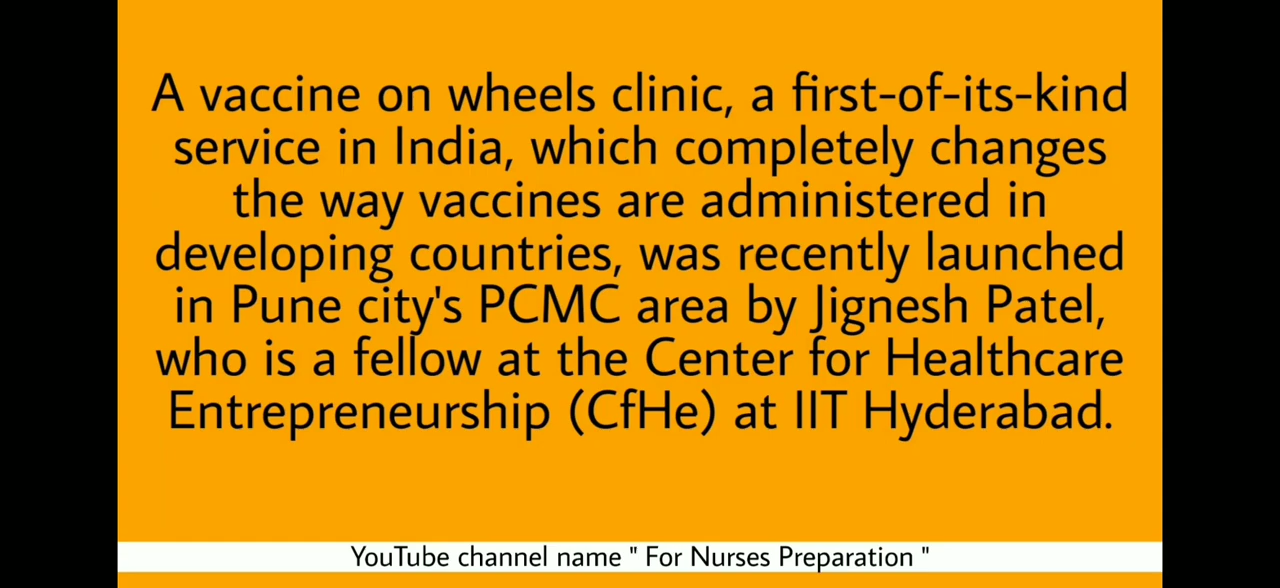 A vaccine on wheels clinic, a first-of-its-kind
service in India, which completely changes
the way vaccines are administered in
developing countries, was recently launched
in Pune city's PCMC area by Jignesh Patel,
who is a fellow at the Center for Healthcare
Entrepreneurship (CfHe) at IIT Hyderabad.
YouTube channel name " For Nurses Preparation "